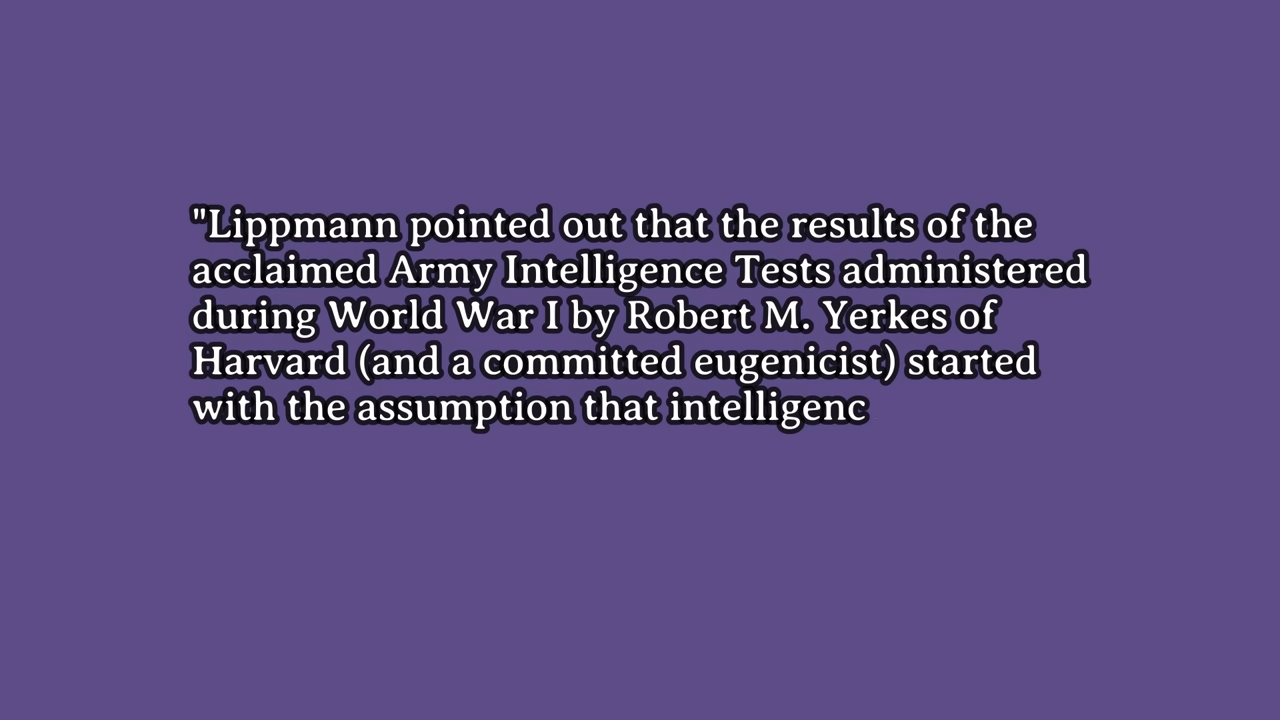 "Lippmann pointed out that the results of the
acclaimed Army Intelligence Tests administered
during World War I by Robert M. Yerkes of
Harvard (and a committed eugenicist) started
with the assumption that intelligenc